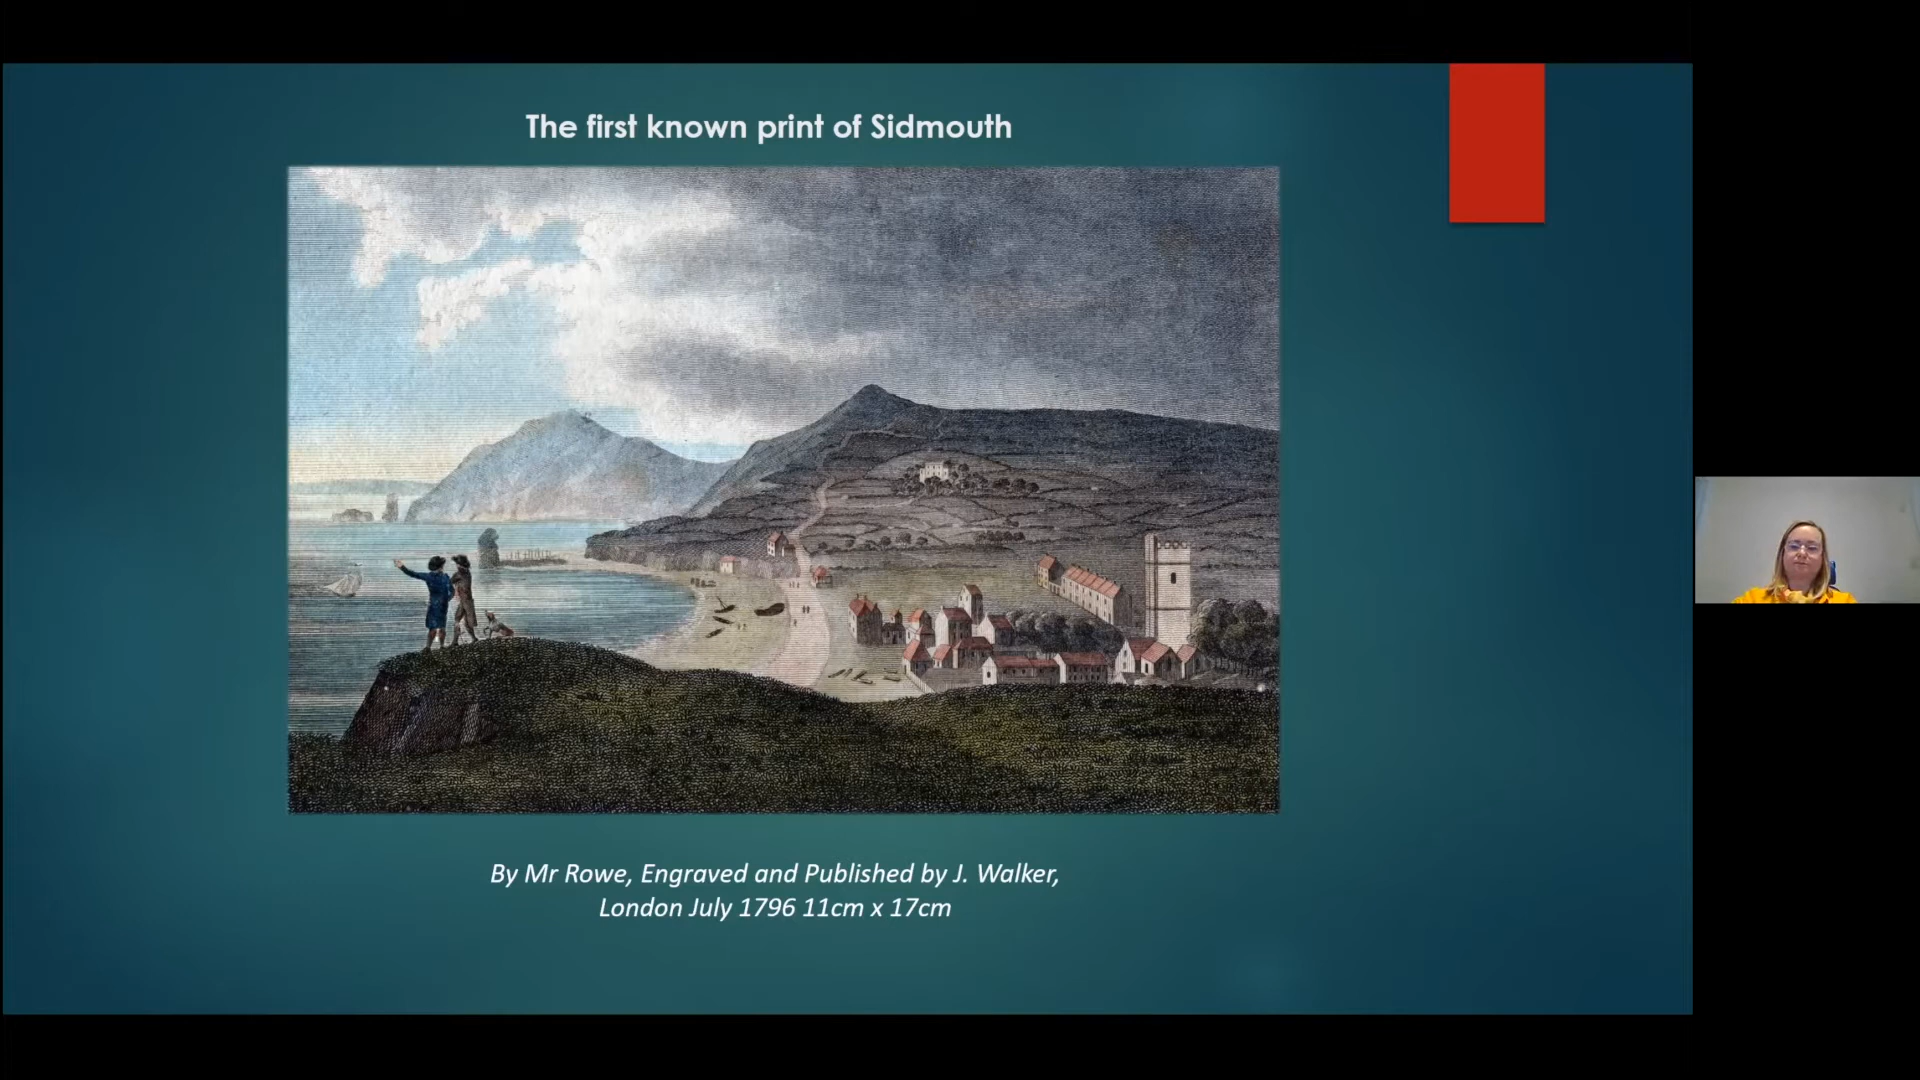 The first known print of Sidmouth
By Mr Rowe, Engraved and Published by J. Walker,
London July 1796 11cm x 17cm